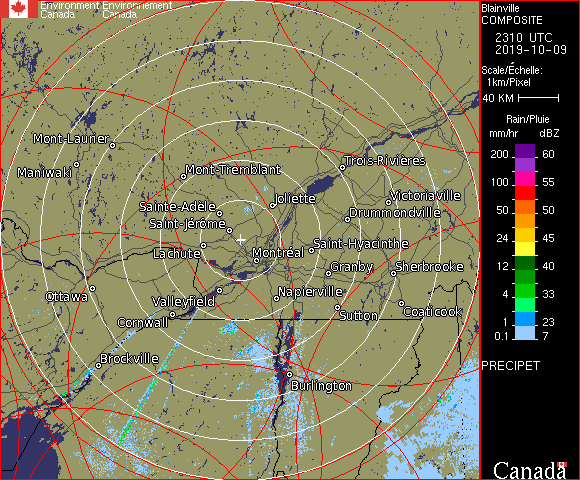 Environment Environnement
Canada Canada
Blainville
COMPOSITE
2310 UTC
2019-10-09
Scale/Échelle:
1km/Pixel
40 KM
Rain/Pluie
mm/hr dBZ
200 60
100 55
50 50
24 45
12 40
4 33
1 23
0.1 7
PRECIPET
Canada
Mont-Laurier
Maniwaki
Mont-Tremblant
Trois-Rivières
Sainte-Adèle
Joliette
Victoriaville
Saint-Jérôme
Drummondville
Lachute
Montréal
Saint-Hyacinthe
Granby
Sherbrooke
Ottawa
Valleyfield
Napierville
Cornwall
Sutton
Coaticook
Brockville
Burlington